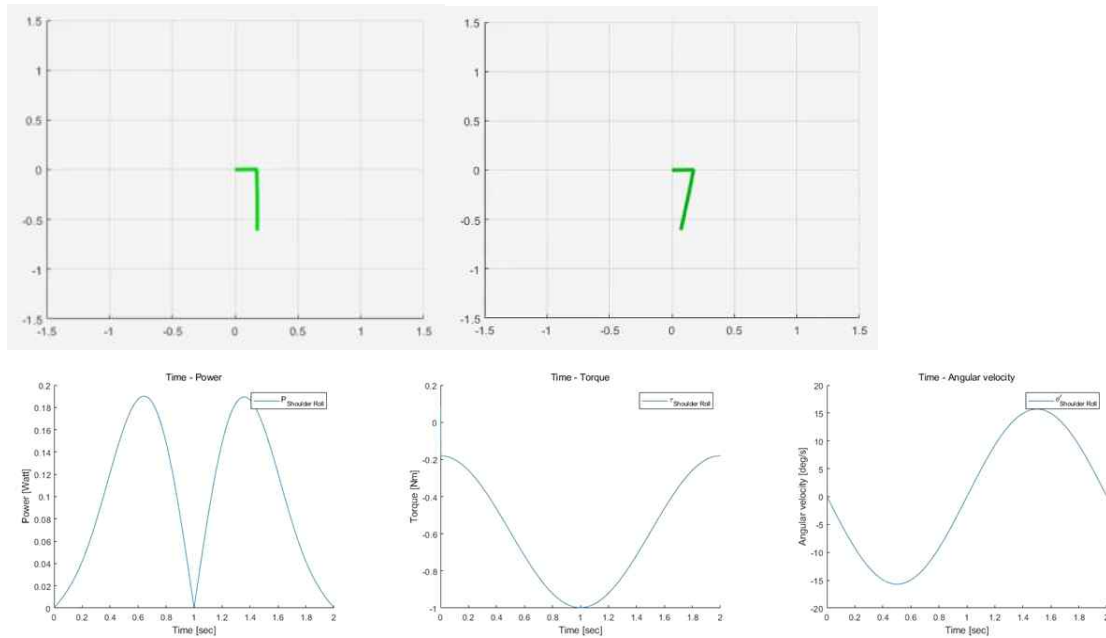 1.5
1
0.5
0
-0.5
-1
-1.5
-1.5 -1 -0.5 0 0.5 1 1.5
1.5
1
0.5
0
-0.5
-1
-1.5
-1.5 -1 -0.5 0 0.5 1 1.5
Time - Power
P Shoulder Roll
Power [Watt]
0.2
0.18
0.16
0.14
0.12
0.1
0.08
0.06
0.04
0.02
0
0 0.2 0.4 0.6 0.8 1 1.2 1.4 1.6 1.8 2
Time [sec]
Time - Torque
τ Shoulder Roll
Torque [Nm]
0.2
0
-0.2
-0.4
-0.6
-0.8
-1
0 0.2 0.4 0.6 0.8 1 1.2 1.4 1.6 1.8 2
Time [sec]
Time - Angular velocity
Shoulder Roll
Angular velocity [deg/s]
20
15
10
5
0
-5
-10
-15
-20
0 0.2 0.4 0.6 0.8 1 1.2 1.4 1.6 1.8 2
Time [sec]